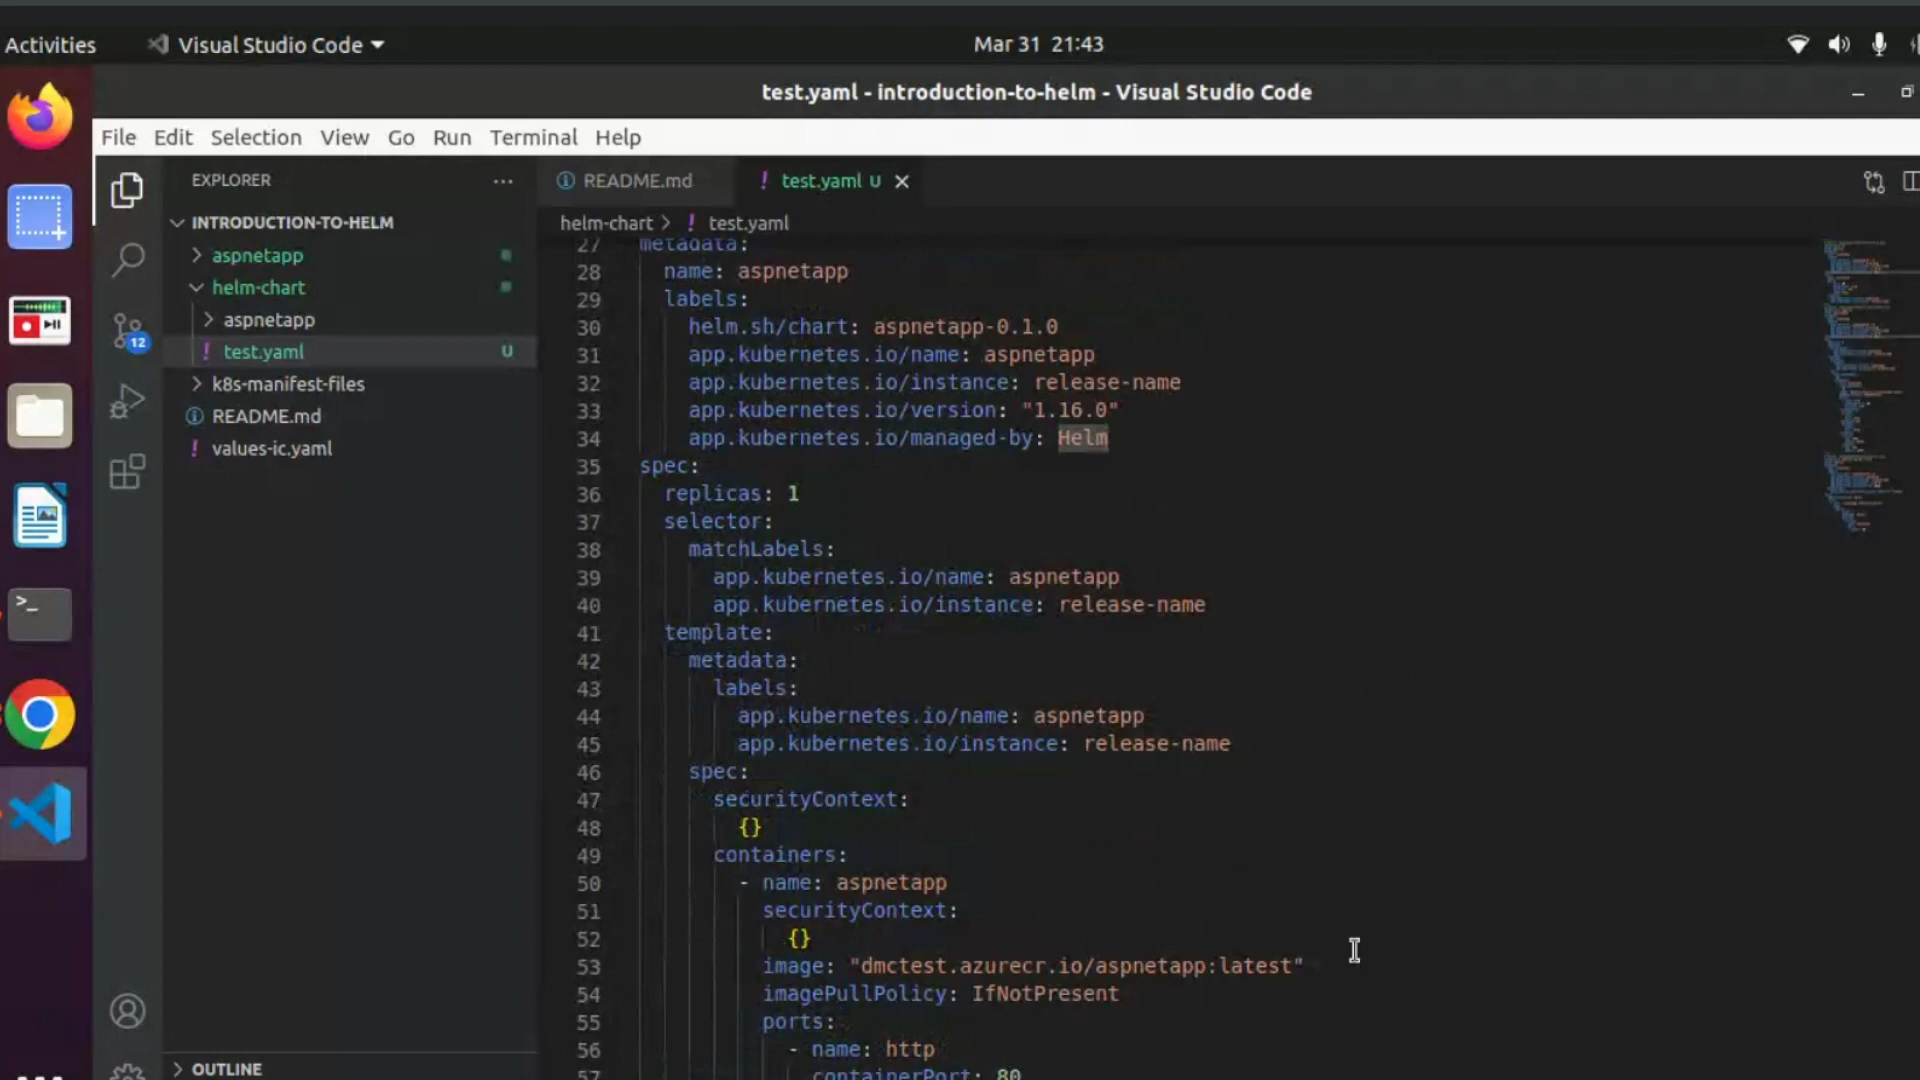 Activities
Visual Studio Code
Mar 31 21:43
test.yaml - introduction-to-helm - Visual Studio Code
File Edit Selection View Go Run Terminal Help
EXPLORER ...
README.md
! test.yaml U
INTRODUCTION-TO-HELM
helm-chart > ! test.yaml
aspnetapp
helm-chart
aspnetapp
! test.yaml U
k8s-manifest-files
README.md
! values-ic.yaml
12
>_
OUTLINE
27 metadata:
28 name: aspnetapp
29 labels:
30 helm.sh/chart: aspnetapp-0.1.0
31 app.kubernetes.io/name: aspnetapp
32 app.kubernetes.io/instance: release-name
33 app.kubernetes.io/version: "1.16.0"
34 app.kubernetes.io/managed-by: Helm
35 spec:
36 replicas: 1
37 selector:
38 matchLabels:
39 app.kubernetes.io/name: aspnetapp
40 app.kubernetes.io/instance: release-name
41 template:
42 metadata:
43 labels:
44 app.kubernetes.io/name: aspnetapp
45 app.kubernetes.io/instance: release-name
46 spec:
47 securityContext:
48 {}
49 containers:
50 - name: aspnetapp
51 securityContext:
52 {}
53 image: "dmctest.azurecr.io/aspnetapp:latest"
54 imagePullPolicy: IfNotPresent
55 ports:
56 - name: http
57 containerPort: 80